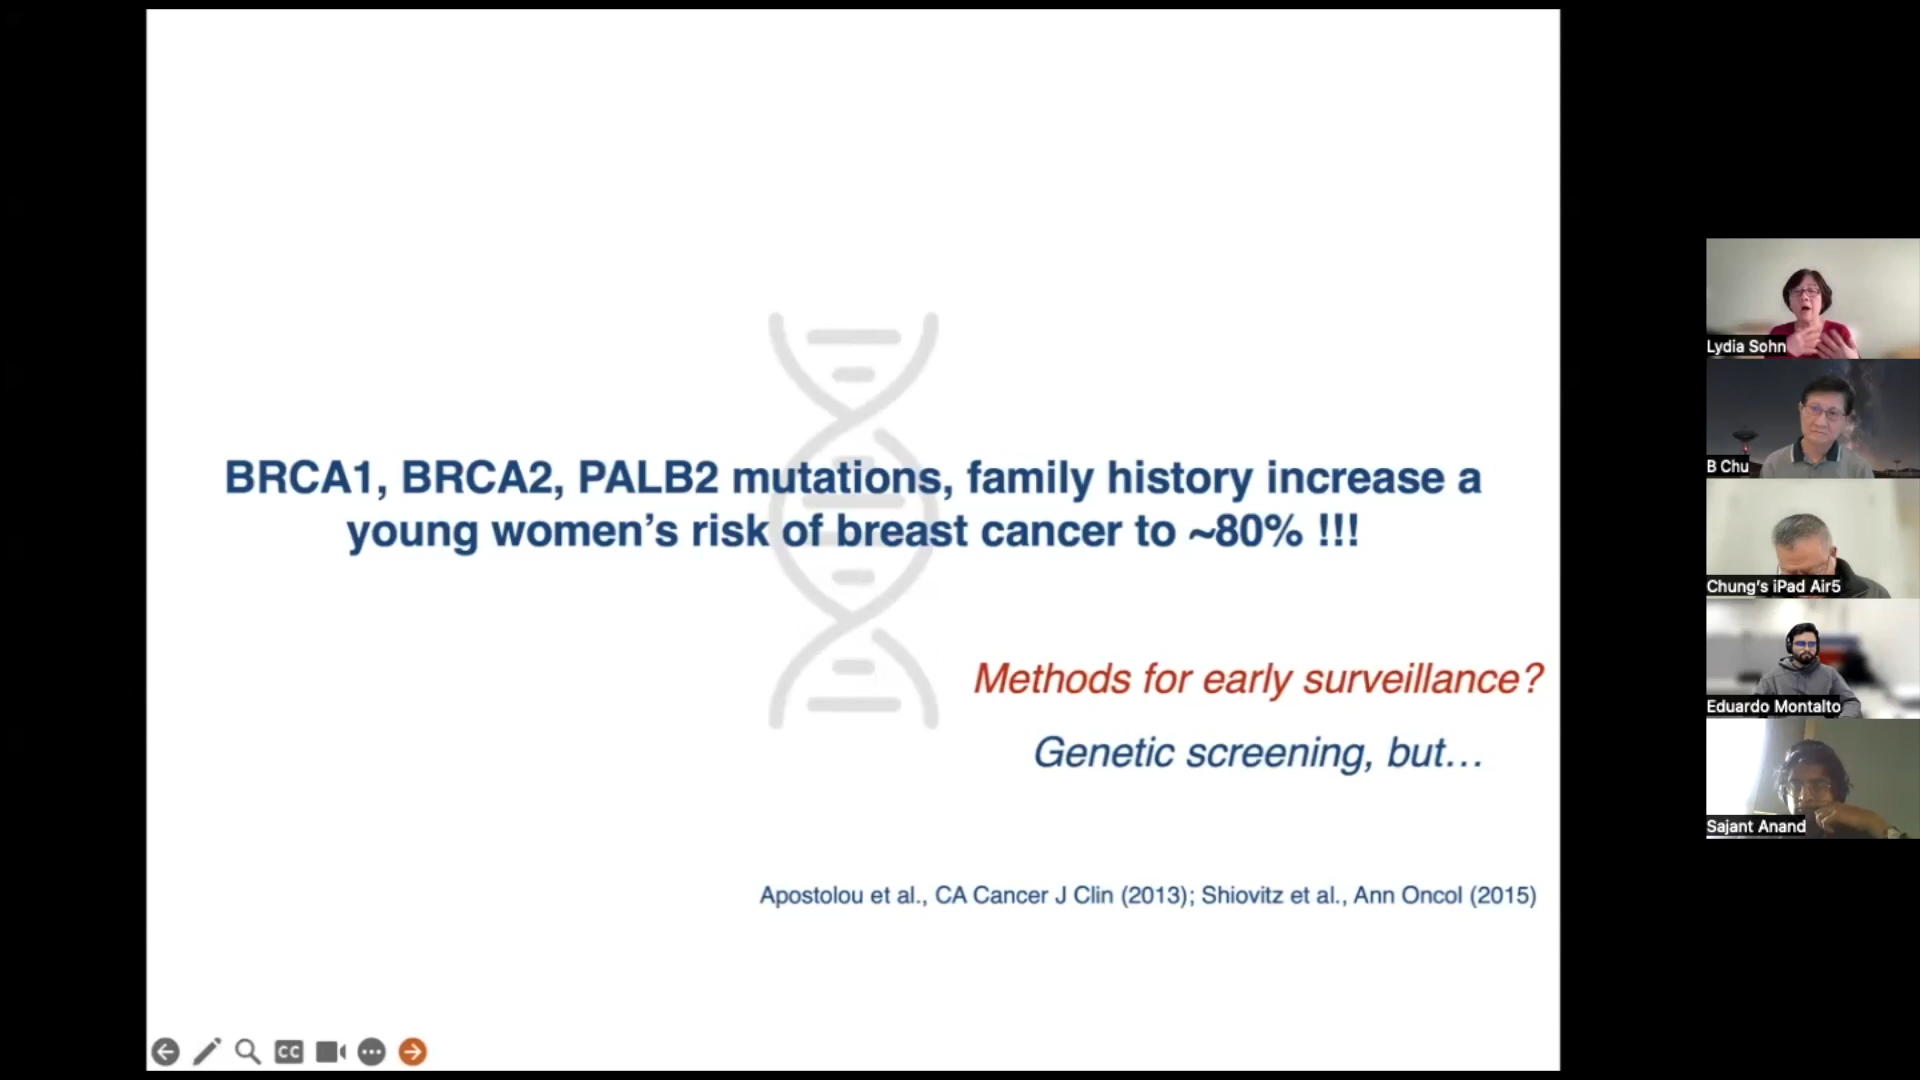 BRCA1, BRCA2, PALB2 mutations, family history increase a
young women's risk of breast cancer to ~80% !!!
Methods for early surveillance?
Genetic screening, but...
Apostolou et al., CA Cancer J Clin (2013); Shiovitz et al., Ann Oncol (2015)
CC
Lydia Sohn
B Chu
Chung's iPad Air5
Eduardo Montalto
Sajant Anand